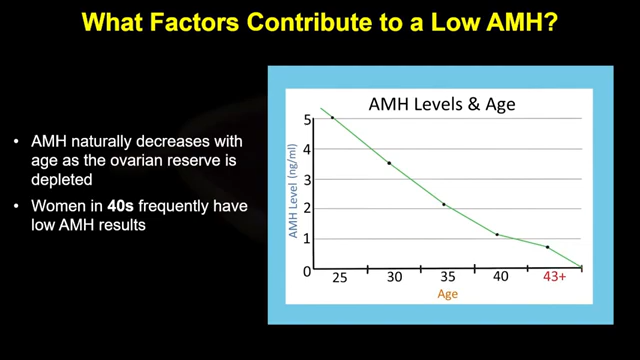 What Factors Contribute to a Low AMH?
• AMH naturally decreases with
age as the ovarian reserve is
depleted
• Women in 40s frequently have
low AMH results
AMH Levels & Age
AMH Level (ng/ml)
5
4
3
2
1
0
25 30 35 40 43+
Age